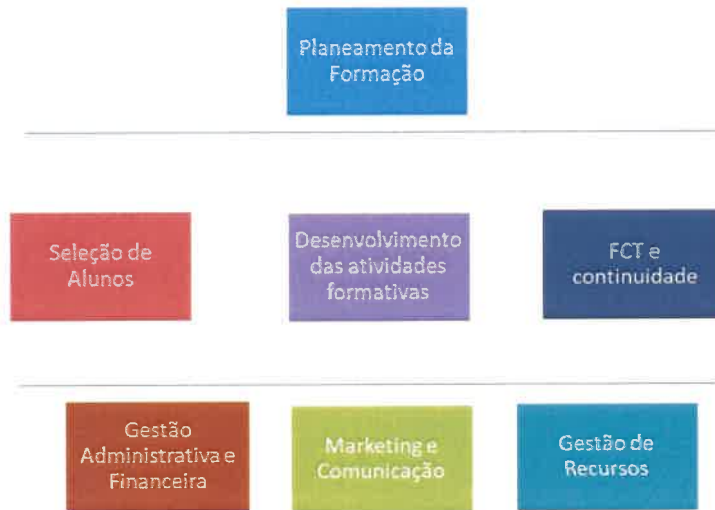 Planeamento da
Formação
Seleção de
Alunos
Desenvolvimento
das atividades
formativas
FCT e
continuidade
Gestão
Administrativa e
Financeira
Marketing e
Comunicação
Gestão de
Recursos